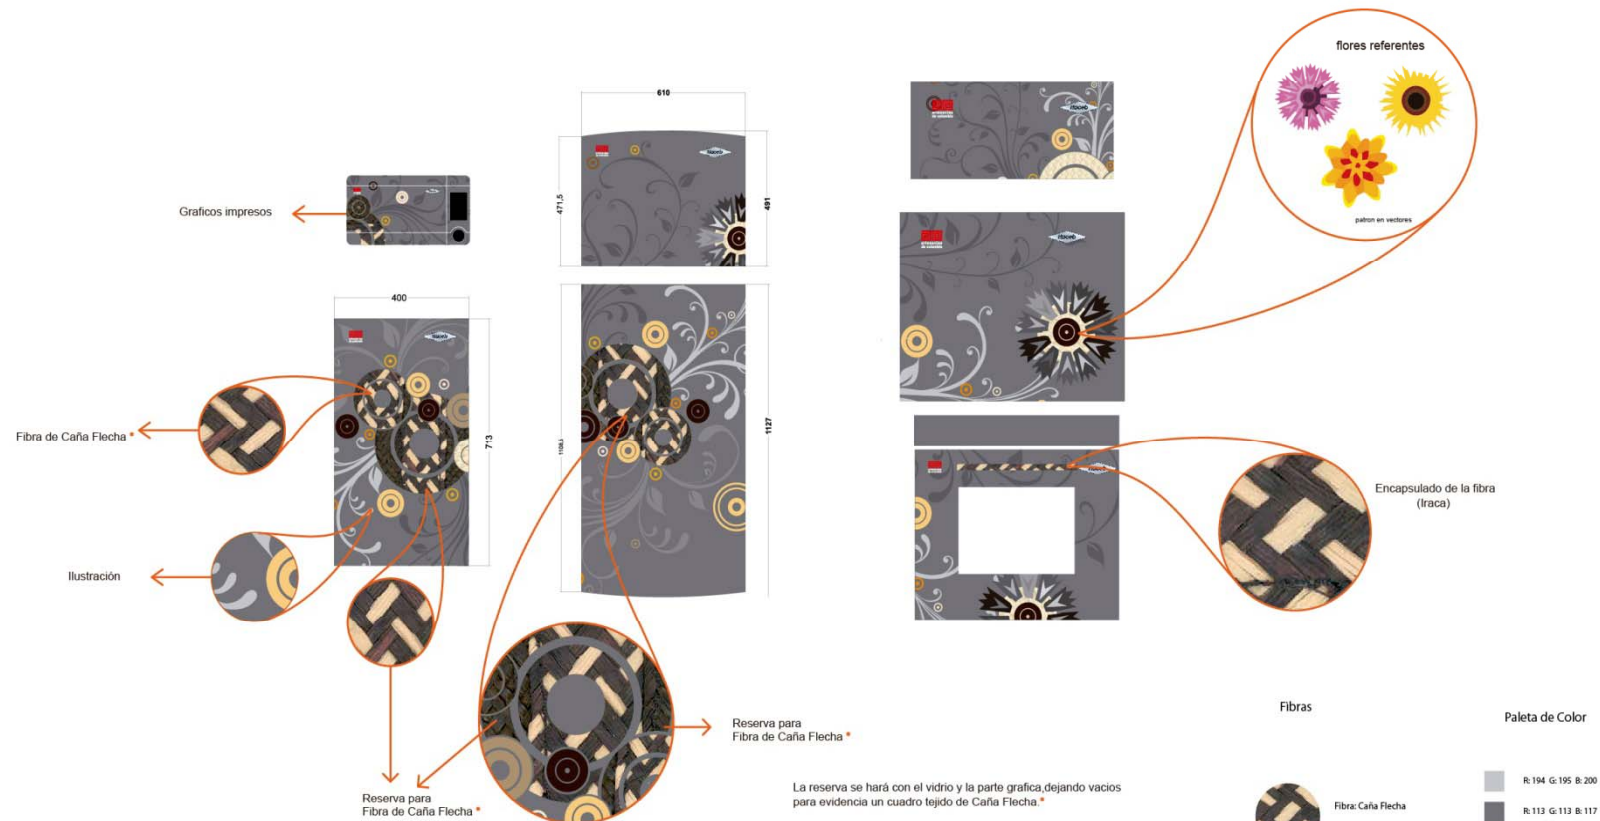 flores referentes
patron en vectores
610
471,5
491
Graficos impresos
400
713
1127
Fibra de Caña Flecha *
Encapsulado de la fibra
(Iraca)
Ilustración
Reserva para
Fibra de Caña Flecha *
Reserva para
Fibra de Caña Flecha *
La reserva se hará con el vidrio y la parte grafica,dejando vacios
para evidencia un cuadro tejido de Caña Flecha.*
Fibras
Paleta de Color
Fibra: Caña Flecha
R: 194 G: 195 B: 200
R: 113 G: 113 B: 117